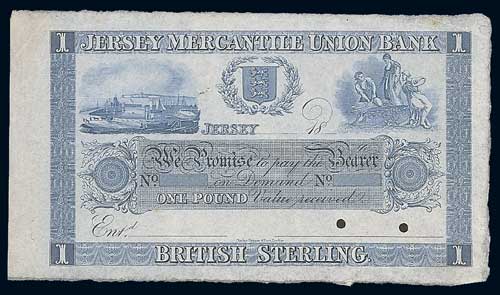 1 JERSEY MERCANTILE UNION BANK 1
JERSEY 18
We Promise to pay the Bearer
No. on Demand No.
ONE POUND Value received
Ent.d
1 BRITISH STERLING. 1